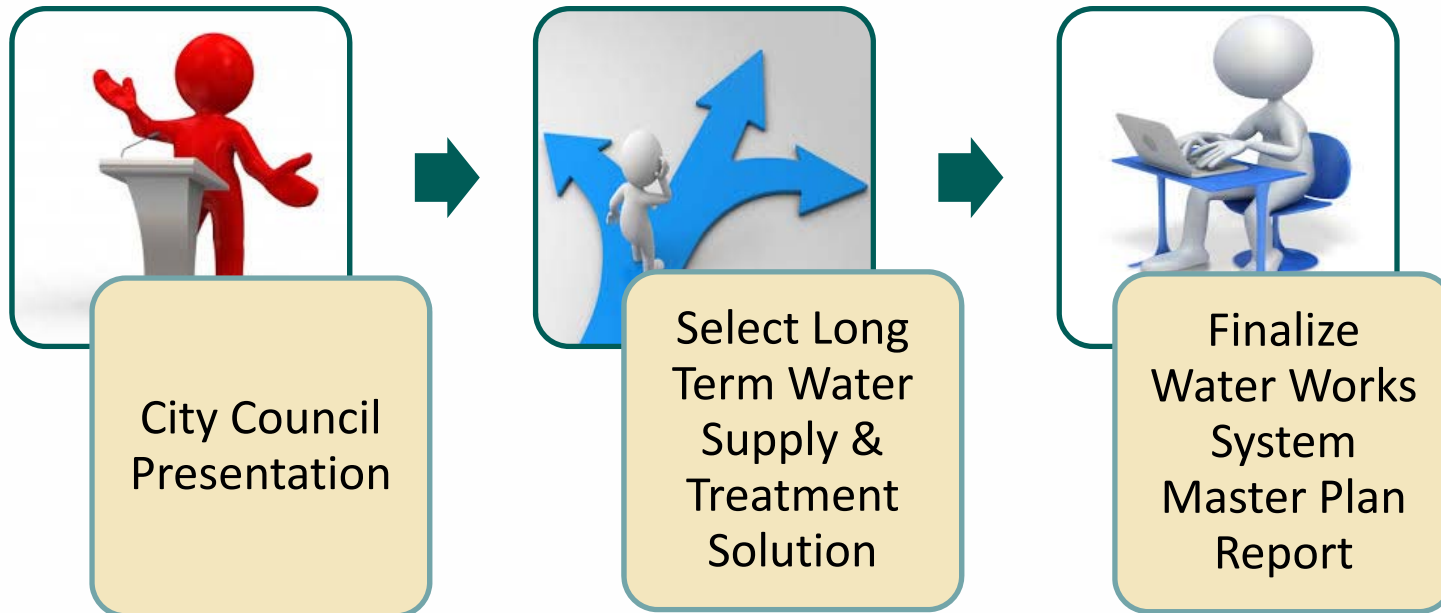 City Council
Presentation
Select Long
Term Water
Supply &
Treatment
Solution
Finalize
Water Works
System
Master Plan
Report